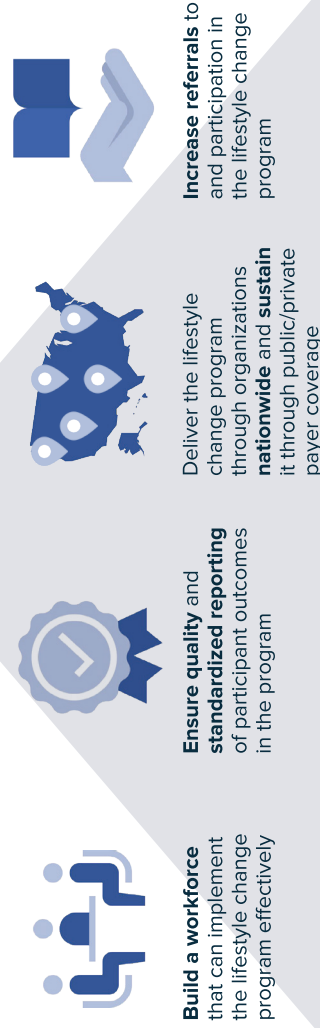 Build a workforce
that can implement
the lifestyle change
program effectively
Ensure quality and
standardized reporting
of participant outcomes
in the program
Deliver the lifestyle
change program
through organizations
nationwide and sustain
it through public/private
payer coverage
Increase referrals to
and participation in
the lifestyle change
program